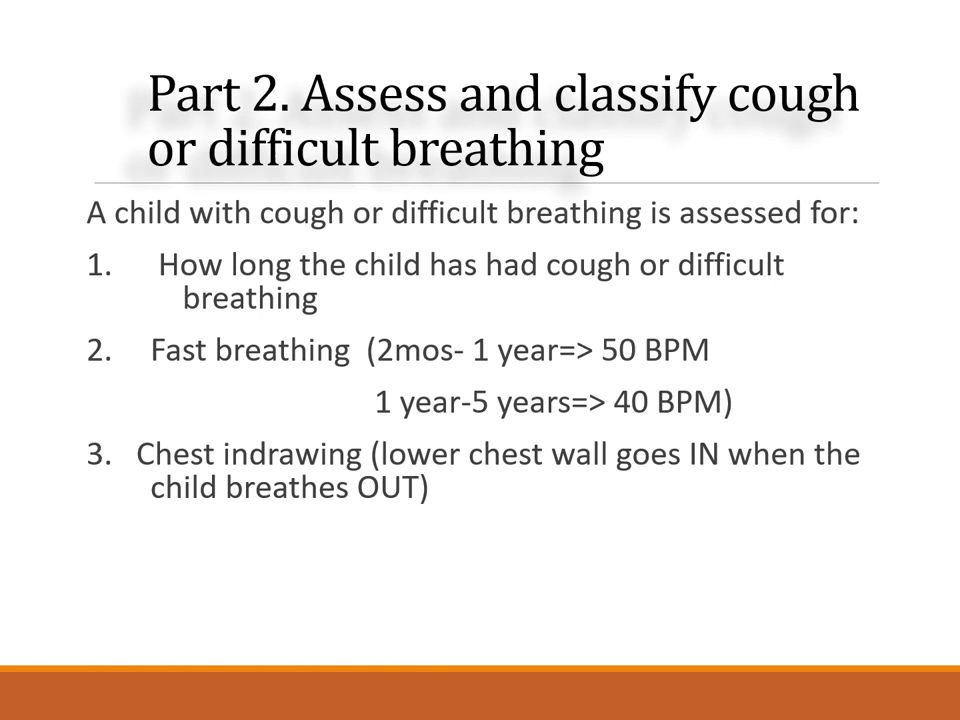 Part 2. Assess and classify cough
or difficult breathing
A child with cough or difficult breathing is assessed for:
1. How long the child has had cough or difficult
breathing
2. Fast breathing (2mos- 1 year=> 50 BPM
1 year-5 years=> 40 BPM)
3. Chest indrawing (lower chest wall goes IN when the
child breathes OUT)